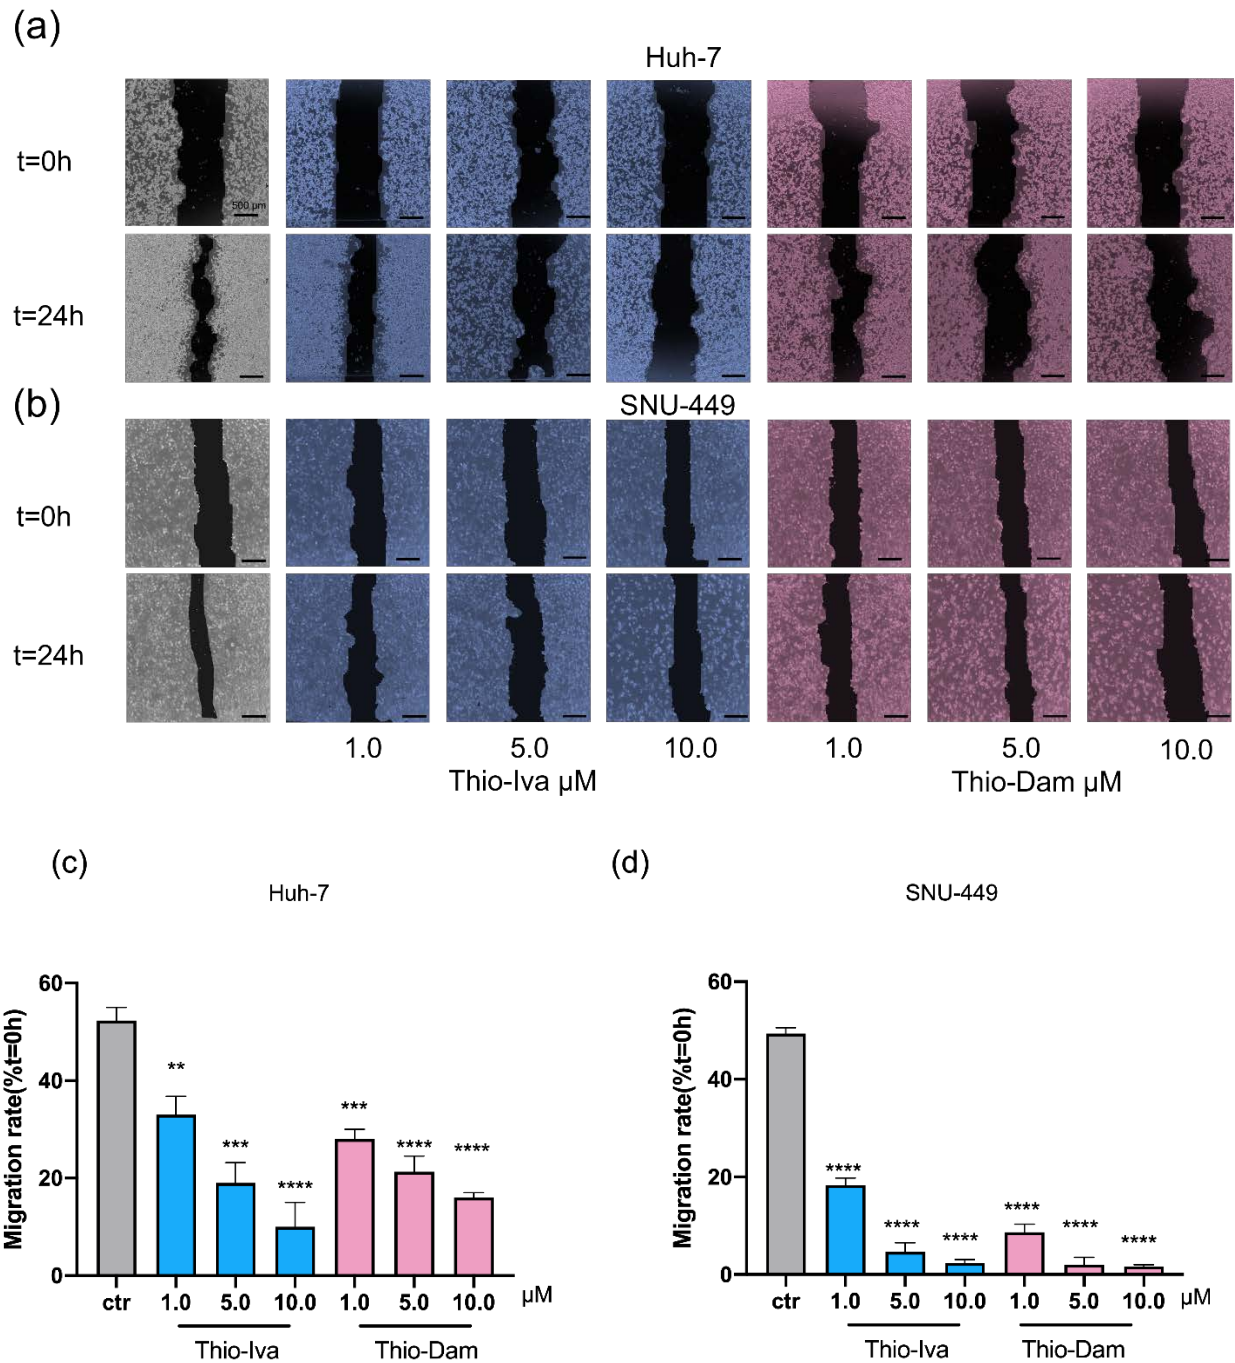 (a)
Huh-7
t=0h
500 µm
t=24h
(b)
SNU-449
t=0h
t=24h
1.0 5.0 10.0 1.0 5.0 10.0
Thio-Iva µM Thio-Dam µM
(c)
Huh-7
Migration rate(%t=0h)
60
40
20
0
** *** **** *** **** ****
ctr 1.0 5.0 10.0 1.0 5.0 10.0 µM
Thio-Iva Thio-Dam
(d)
SNU-449
Migration rate(%t=0h)
60
40
20
0
**** **** **** **** **** ****
ctr 1.0 5.0 10.0 1.0 5.0 10.0 µM
Thio-Iva Thio-Dam